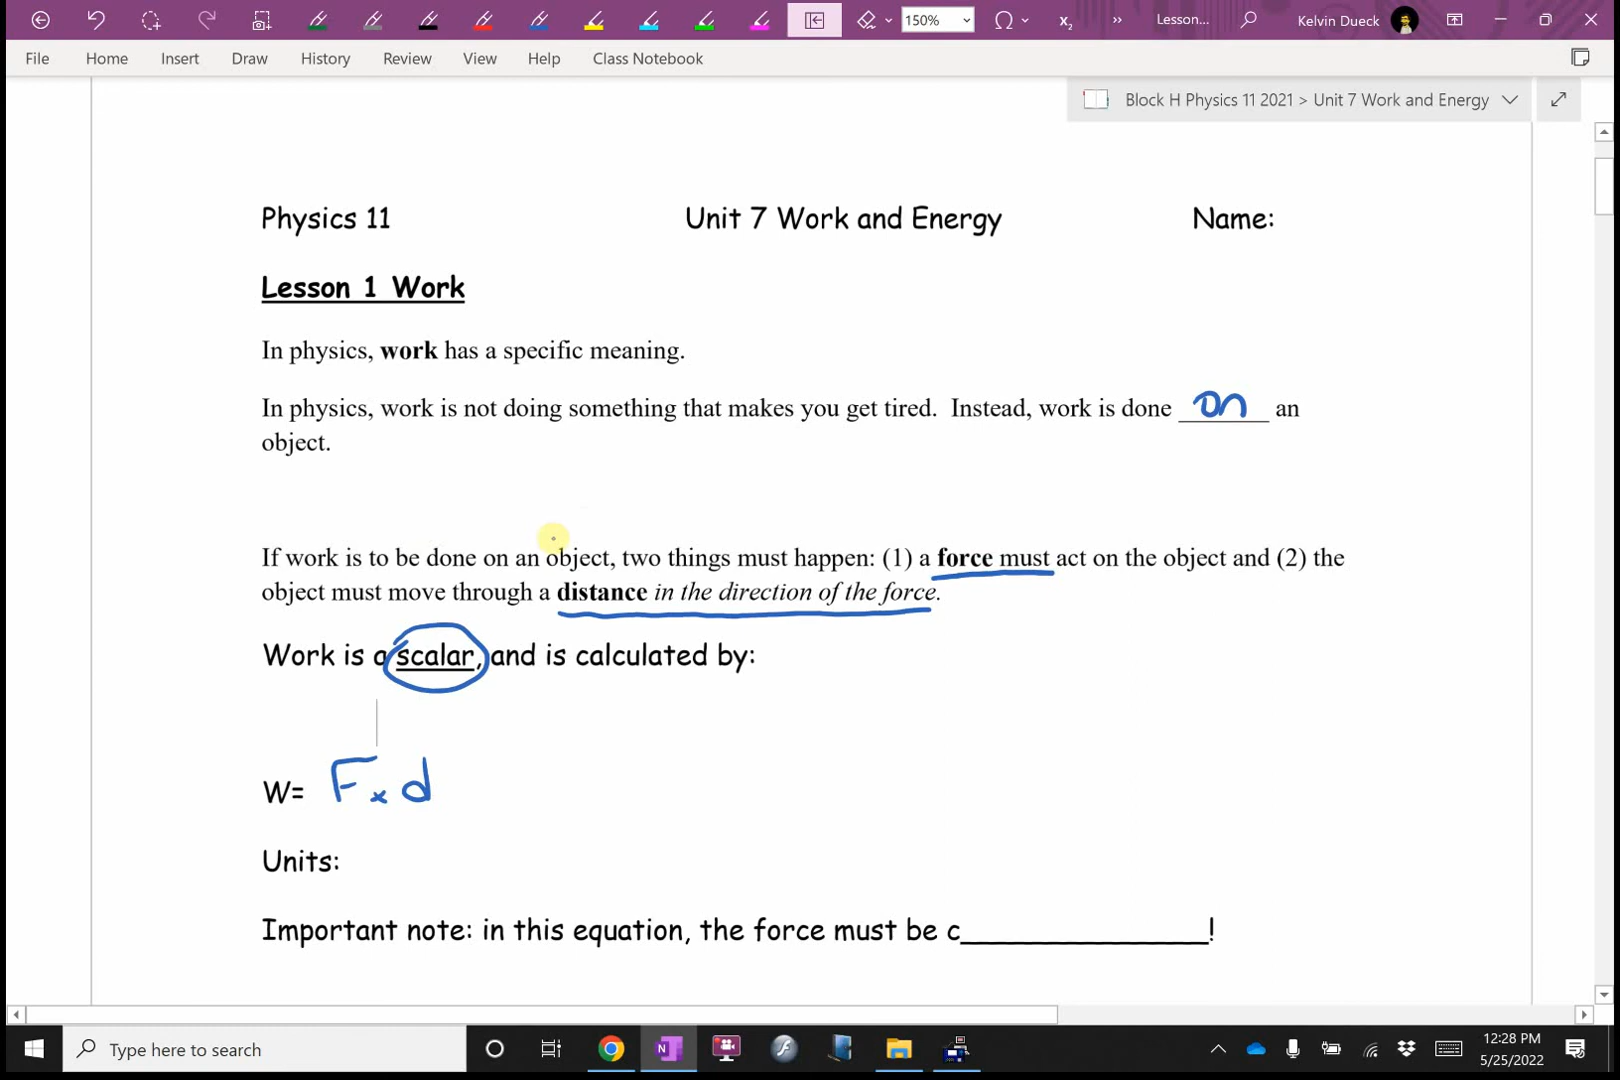 150% Lesson... Kelvin Dueck
File Home Insert Draw History Review View Help Class Notebook
Block H Physics 11 2021 > Unit 7 Work and Energy
Physics 11 Unit 7 Work and Energy Name:
Lesson 1 Work
In physics, work has a specific meaning.
In physics, work is not doing something that makes you get tired. Instead, work is done on an
object.
If work is to be done on an object, two things must happen: (1) a force must act on the object and (2) the
object must move through a distance in the direction of the force.
Work is a scalar, and is calculated by:
W= F x d
Units:
Important note: in this equation, the force must be c_______________!
Type here to search
12:28 PM
5/25/2022